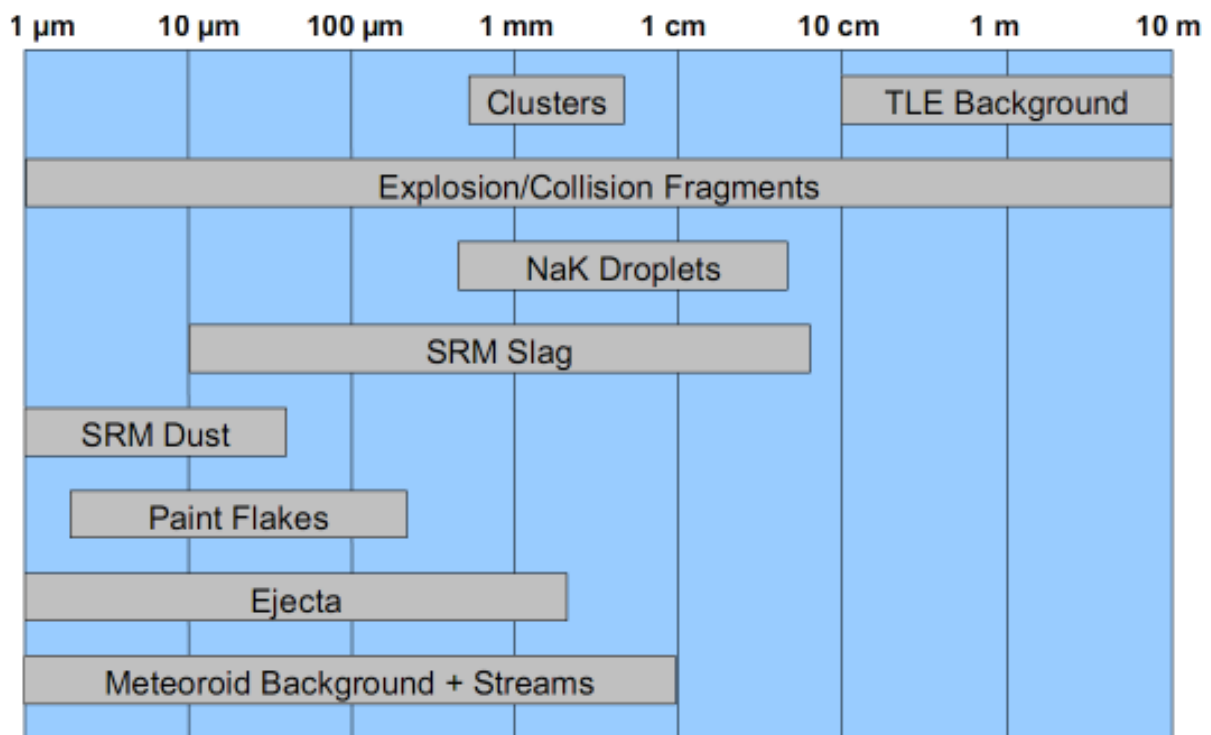 1 µm 10 µm 100 µm 1 mm 1 cm 10 cm 1 m 10 m
Clusters TLE Background
Explosion/Collision Fragments
NaK Droplets
SRM Slag
SRM Dust
Paint Flakes
Ejecta
Meteoroid Background + Streams